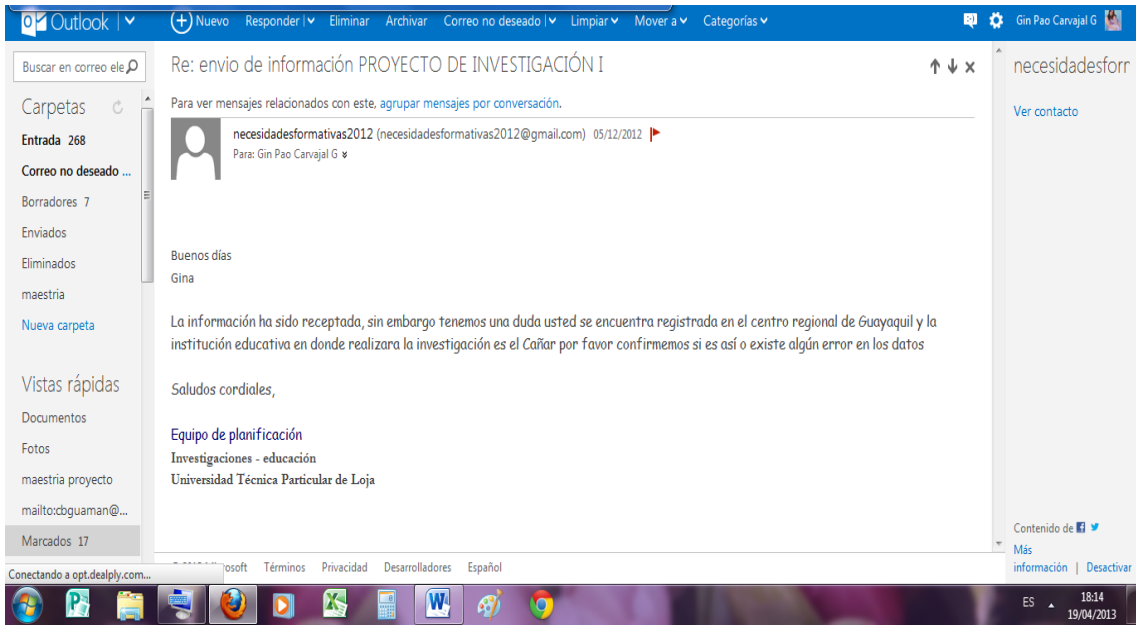 Outlook
Nuevo Responder Eliminar Archivar Correo no deseado Limpiar Mover a Categorías
Gin Pao Carvajal G
Buscar en correo ele
Carpetas
Entrada 268
Correo no deseado ...
Borradores 7
Enviados
Eliminados
maestria
Nueva carpeta
Vistas rápidas
Documentos
Fotos
maestria proyecto
mailto:cbguaman@...
Marcados 17
Conectando a opt.dealply.com...
Re: envio de información PROYECTO DE INVESTIGACIÓN I
Para ver mensajes relacionados con este, agrupar mensajes por conversación.
necesidadesformativas2012 (necesidadesformativas2012@gmail.com) 05/12/2012
Para: Gin Pao Carvajal G
Buenos días
Gina
La información ha sido receptada, sin embargo tenemos una duda usted se encuentra registrada en el centro regional de Guayaquil y la
institución educativa en donde realizara la investigación es el Cañar por favor confirmemos si es así o existe algún error en los datos
Saludos cordiales,
Equipo de planificación
Investigaciones - educación
Universidad Técnica Particular de Loja
Términos Privacidad Desarrolladores Español
necesidadesforr
Ver contacto
Contenido de
Más
información | Desactivar
ES 18:14
19/04/2013